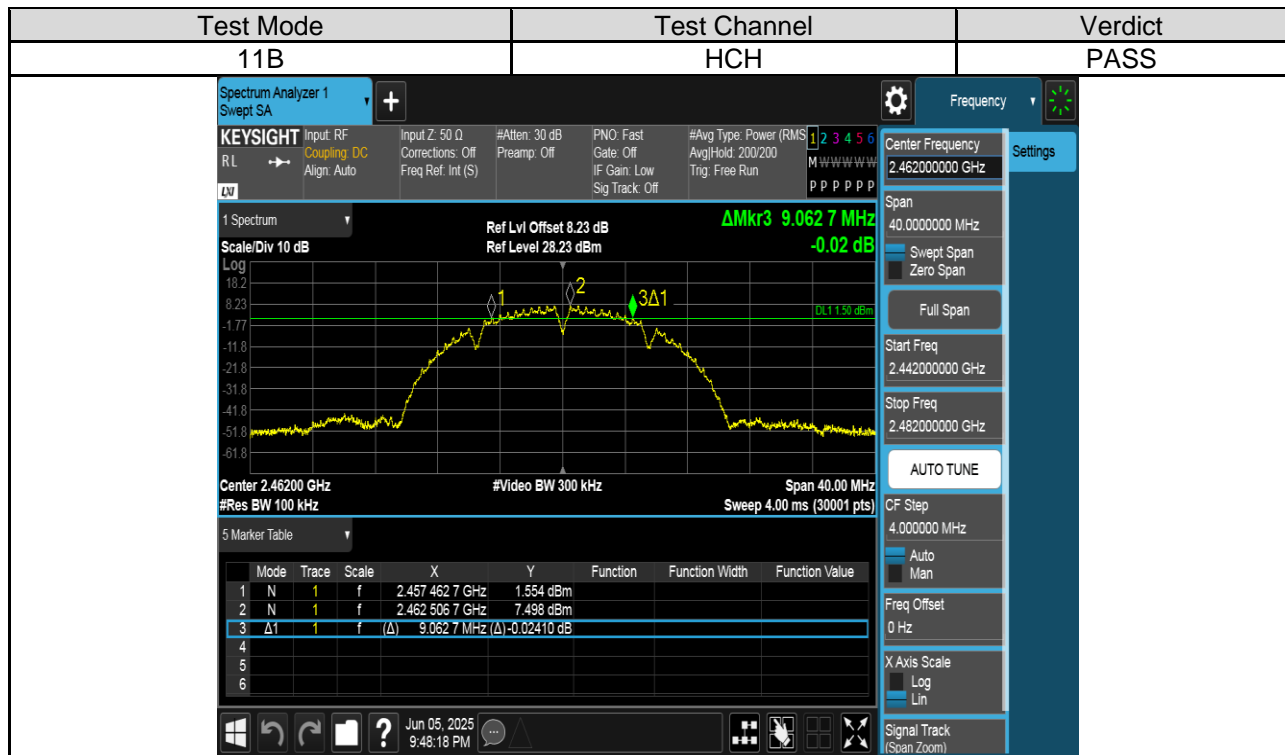 Test Mode Test Channel Verdict
11B HCH PASS
Spectrum Analyzer 1
Swept SA
+
Frequency
KEYSIGHT Input: RF Input Z: 50 Ω #Atten: 30 dB PNO: Fast #Avg Type: Power (RMS 1 2 3 4 5 6
RL Coupling: DC Corrections: Off Preamp: Off Gate: Off Avg|Hold: 200/200 M W W W W W
Align: Auto Freq Ref: Int (S) IF Gain: Low Trig: Free Run P P P P P P
LXI Sig Track: Off
1 Spectrum
Ref Lvl Offset 8.23 dB ΔMkr3 9.062 7 MHz
Scale/Div 10 dB Ref Level 28.23 dBm -0.02 dB
Log
18.2
8.23
-1.77
-11.8
-21.8
-31.8
-41.8
-51.8
-61.8
1 2 3Δ1
DL1 1.50 dBm
Center 2.46200 GHz #Video BW 300 kHz Span 40.00 MHz
#Res BW 100 kHz Sweep 4.00 ms (30001 pts)
5 Marker Table
Mode Trace Scale X Y Function Function Width Function Value
1 N 1 f 2.457 462 7 GHz 1.554 dBm
2 N 1 f 2.462 506 7 GHz 7.498 dBm
3 Δ1 1 f (Δ) 9.062 7 MHz (Δ) -0.02410 dB
4
5
6
? Jun 05, 2025
9:48:18 PM
Center Frequency
2.462000000 GHz
Settings
Span
40.0000000 MHz
Swept Span
Zero Span
Full Span
Start Freq
2.442000000 GHz
Stop Freq
2.482000000 GHz
AUTO TUNE
CF Step
4.000000 MHz
Auto
Man
Freq Offset
0 Hz
X Axis Scale
Log
Lin
Signal Track
(Span Zoom)